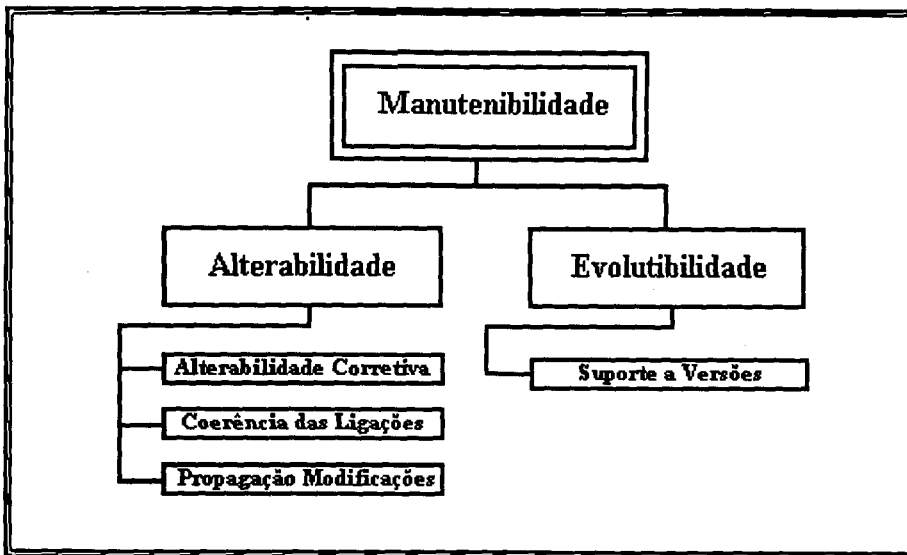 Manutenibilidade
Alterabilidade
Evolutibilidade
Alterabilidade Corretiva
Suporte a Versões
Coerência das Ligações
Propagação Modificações